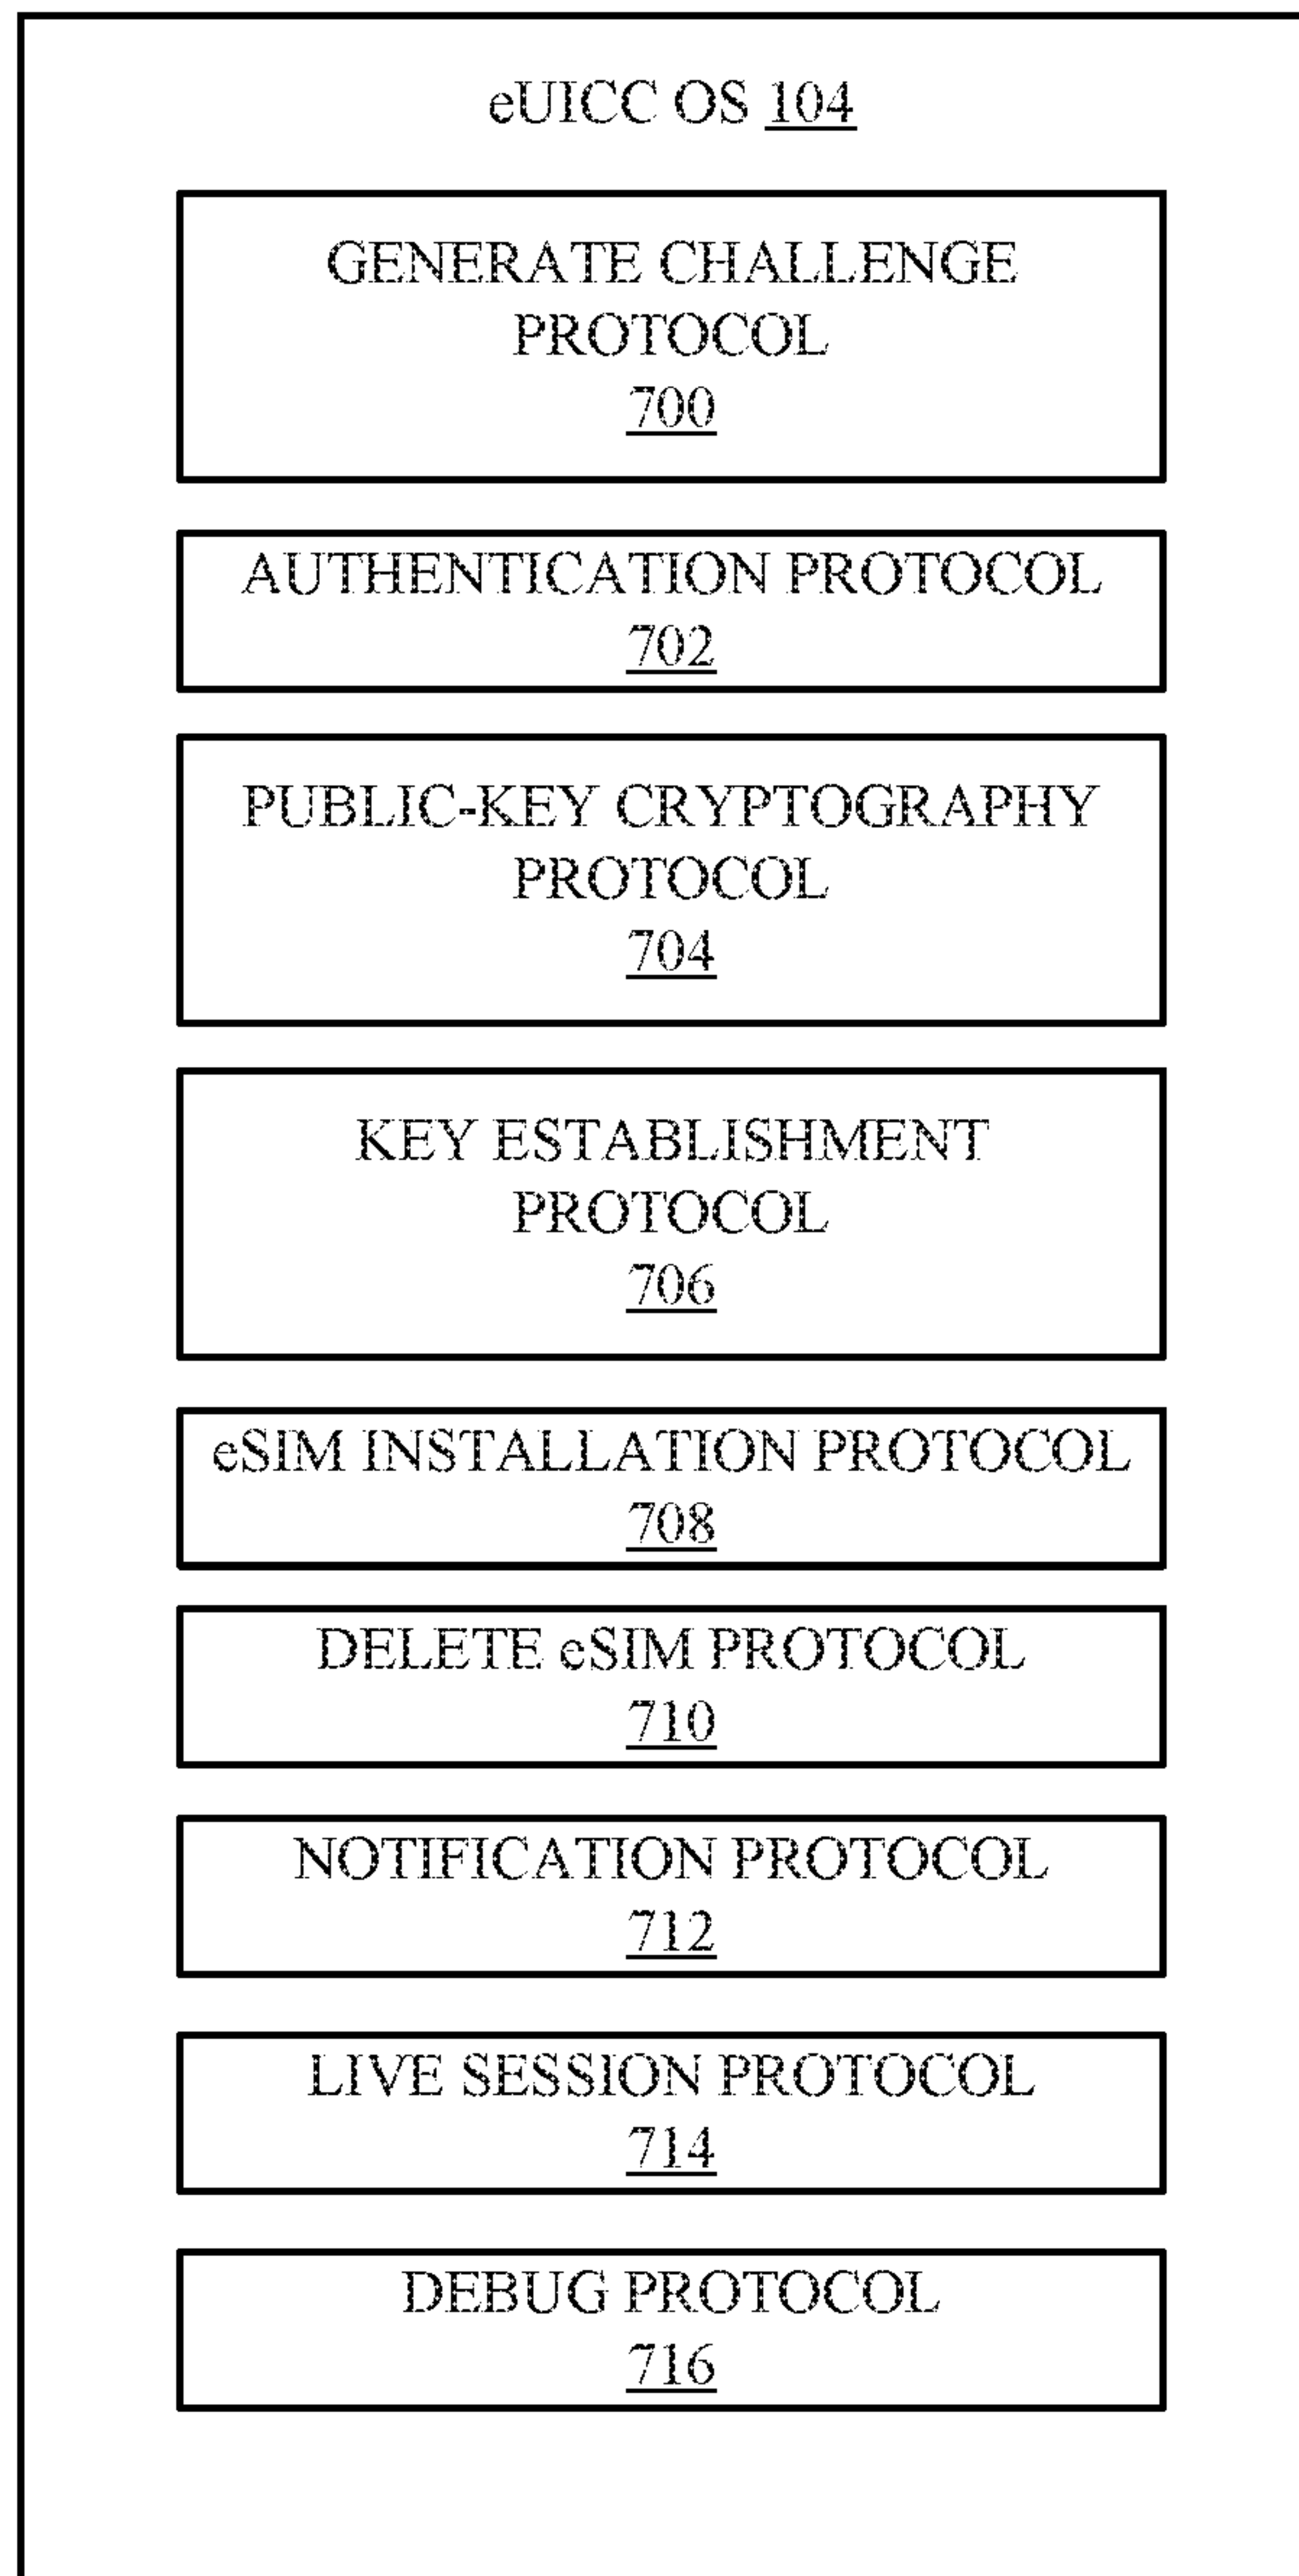 eUICC OS 104
GENERATE CHALLENGE
PROTOCOL
700
AUTHENTICATION PROTOCOL
702
PUBLIC-KEY CRYPTOGRAPHY
PROTOCOL
704
KEY ESTABLISHMENT
PROTOCOL
706
eSIM INSTALLATION PROTOCOL
708
DELETE eSIM PROTOCOL
710
NOTIFICATION PROTOCOL
712
LIVE SESSION PROTOCOL
714
DEBUG PROTOCOL
716